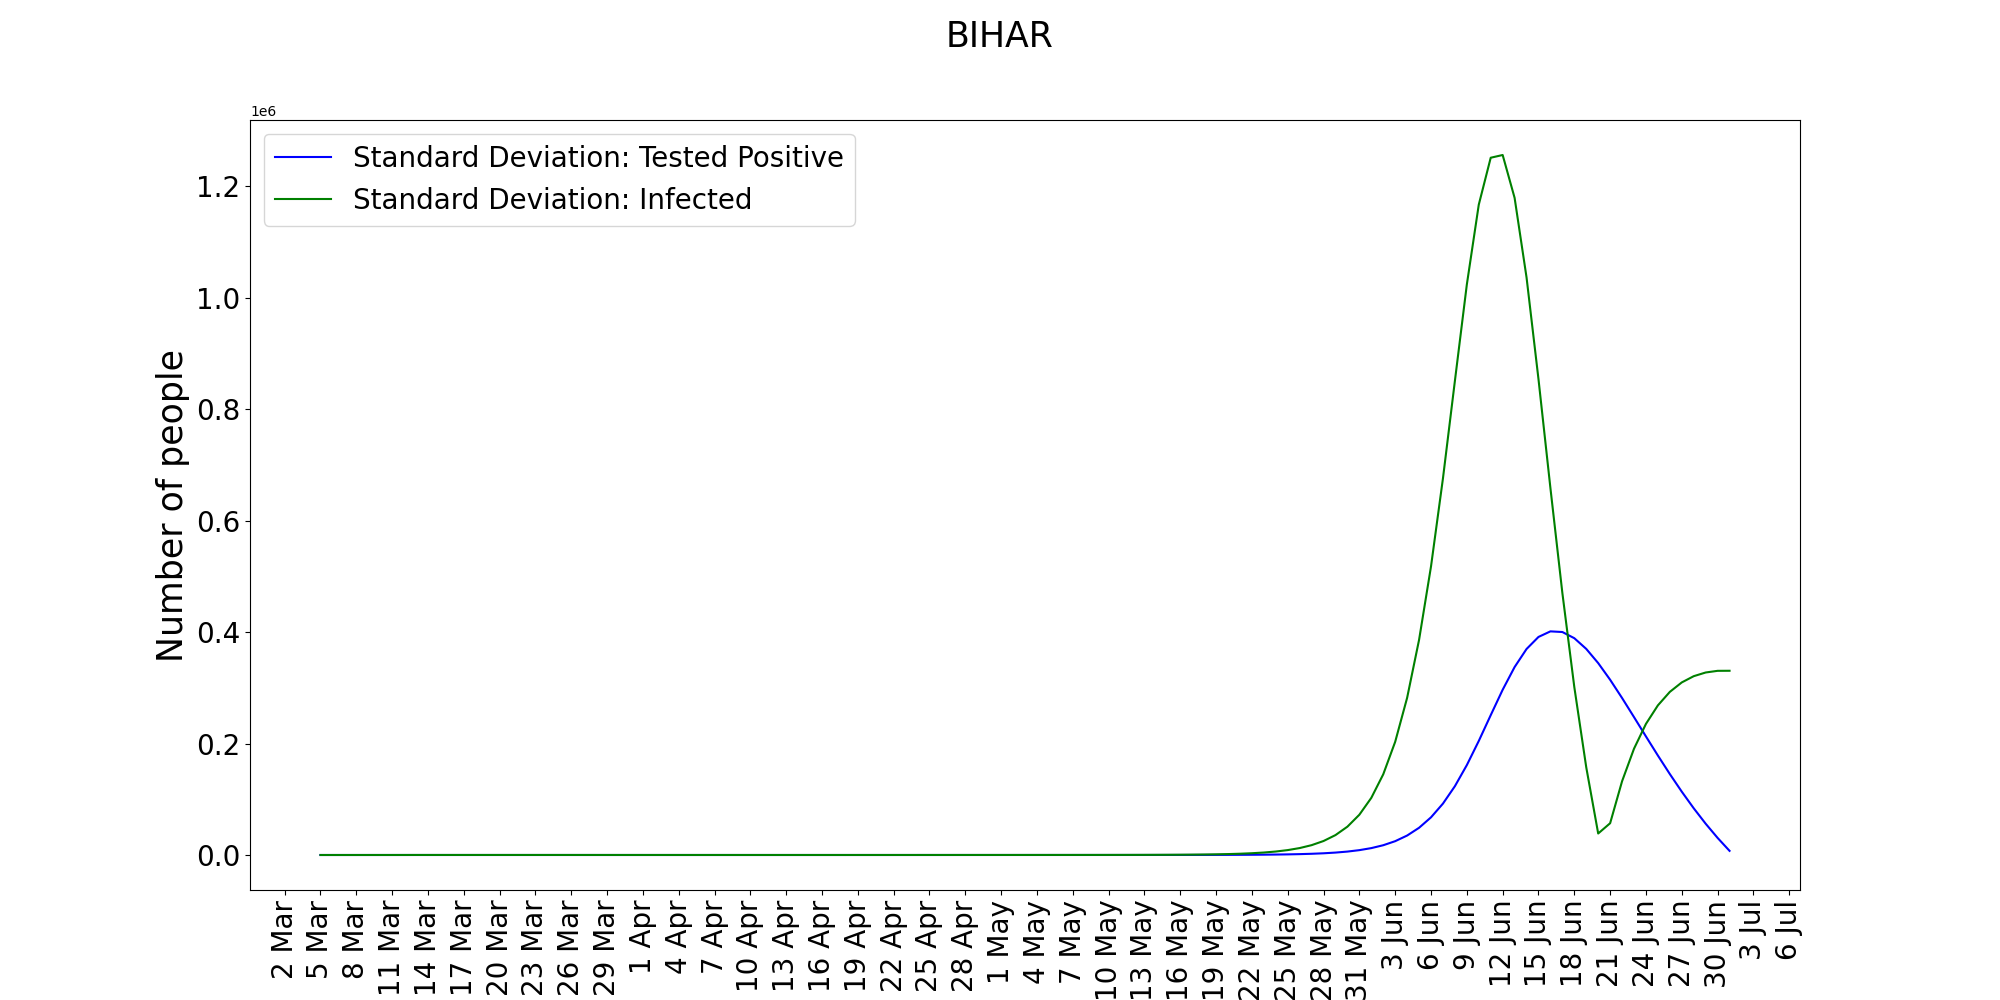 BIHAR
1e6
Standard Deviation: Tested Positive
Standard Deviation: Infected
Number of people
1.2
1.0
0.8
0.6
0.4
0.2
0.0
2 Mar
5 Mar
8 Mar
11 Mar
14 Mar
17 Mar
20 Mar
23 Mar
26 Mar
29 Mar
1 Apr
4 Apr
7 Apr
10 Apr
13 Apr
16 Apr
19 Apr
22 Apr
25 Apr
28 Apr
1 May
4 May
7 May
10 May
13 May
16 May
19 May
22 May
25 May
28 May
31 May
3 Jun
6 Jun
9 Jun
12 Jun
15 Jun
18 Jun
21 Jun
24 Jun
27 Jun
30 Jun
3 Jul
6 Jul